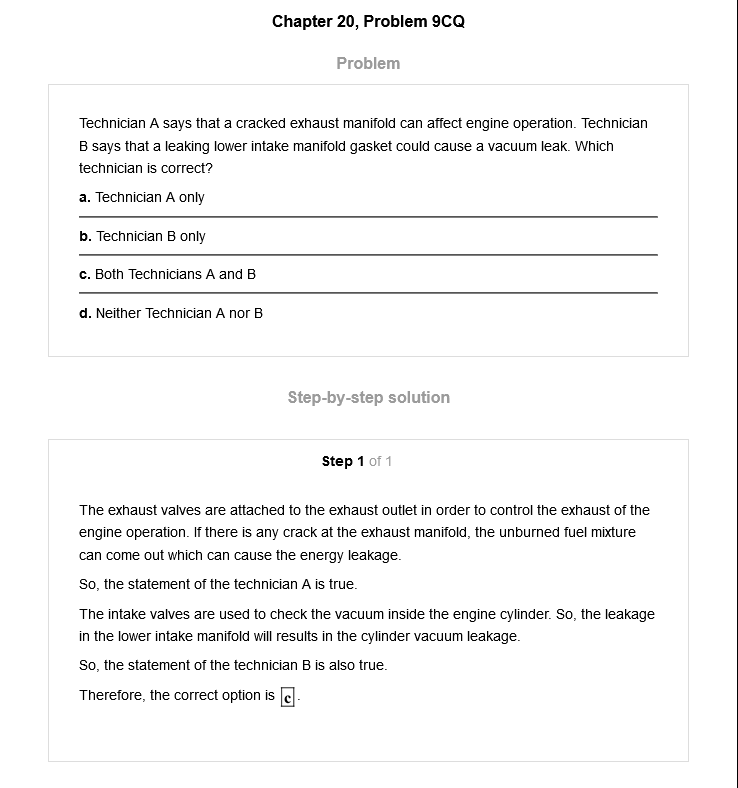 Chapter 20, Problem 9CQ
Problem
Technician A says that a cracked exhaust manifold can affect engine operation. Technician
B says that a leaking lower intake manifold gasket could cause a vacuum leak. Which
technician is correct?
a. Technician A only
b. Technician B only
c. Both Technicians A and B
d. Neither Technician A nor B
Step-by-step solution
Step 1 of 1
The exhaust valves are attached to the exhaust outlet in order to control the exhaust of the
engine operation. If there is any crack at the exhaust manifold, the unburned fuel mixture
can come out which can cause the energy leakage.
So, the statement of the technician A is true.
The intake valves are used to check the vacuum inside the engine cylinder. So, the leakage
in the lower intake manifold will results in the cylinder vacuum leakage.
So, the statement of the technician B is also true.
Therefore, the correct option is c.